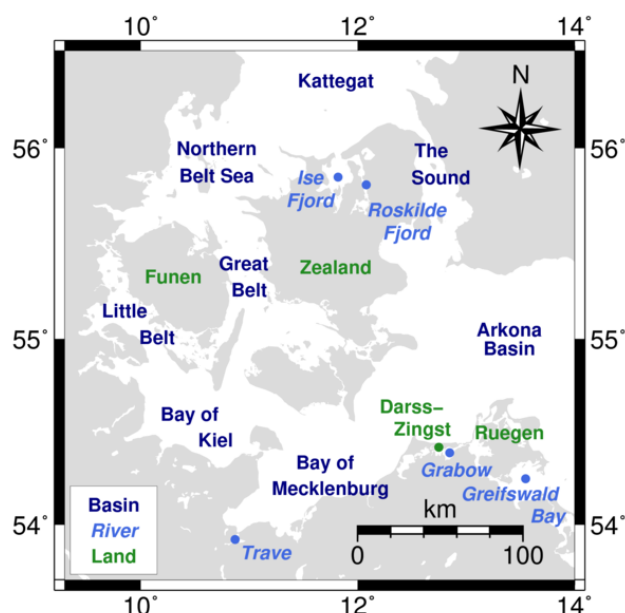 10°
12°
14°
Kattegat
N
56°
56°
Northern
Belt Sea
The
Sound
Ise
Fjord
Roskilde
Fjord
Funen
Great
Belt
Zealand
Little
Belt
55°
55°
Arkona
Basin
Darss-
Zingst
Ruegen
Bay of
Kiel
Grabow
Bay of
Mecklenburg
Greifswald
Bay
Basin
River
Land
km
0
100
54°
54°
Trave
10°
12°
14°